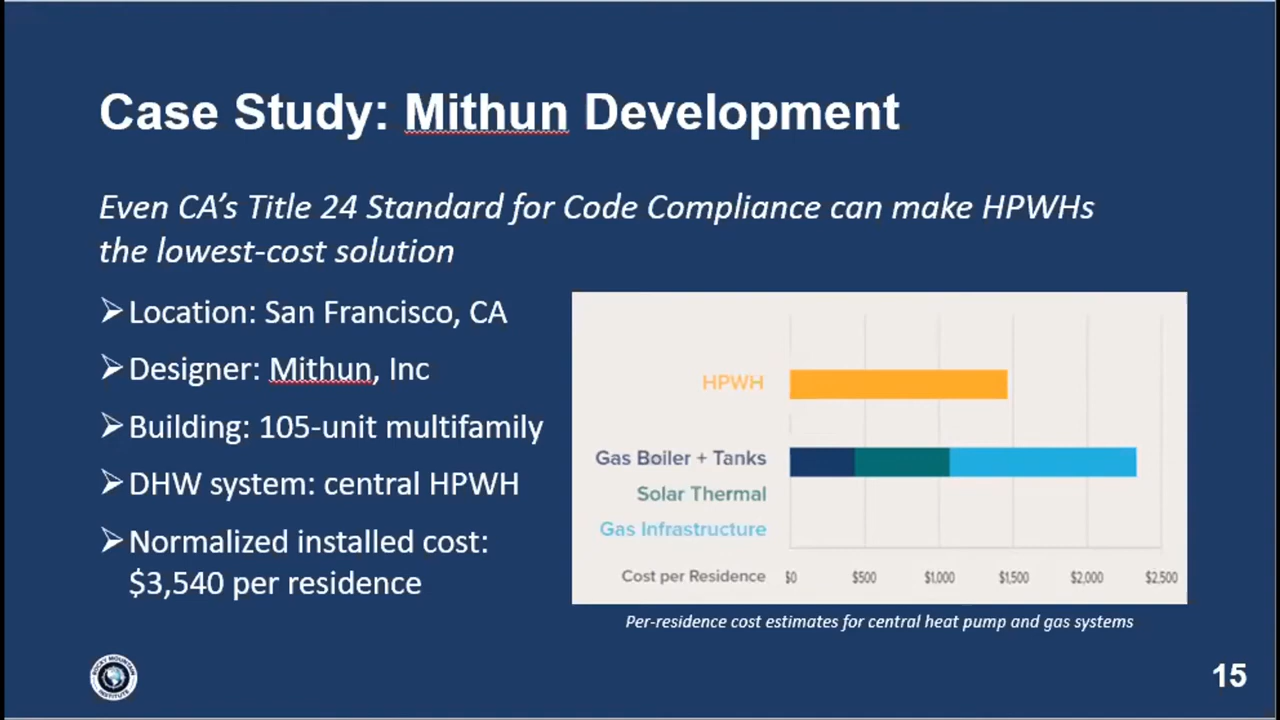 Case Study: Mithun Development
Even CA's Title 24 Standard for Code Compliance can make HPWHs
the lowest-cost solution
Location: San Francisco, CA
Designer: Mithun, Inc
Building: 105-unit multifamily
DHW system: central HPWH
Normalized installed cost:
$3,540 per residence
HPWH
Gas Boiler + Tanks
Solar Thermal
Gas Infrastructure
Cost per Residence $0 $500 $1,000 $1,500 $2,000 $2,500
Per-residence cost estimates for central heat pump and gas systems
ROCKY MOUNTAIN
INSTITUTE
15